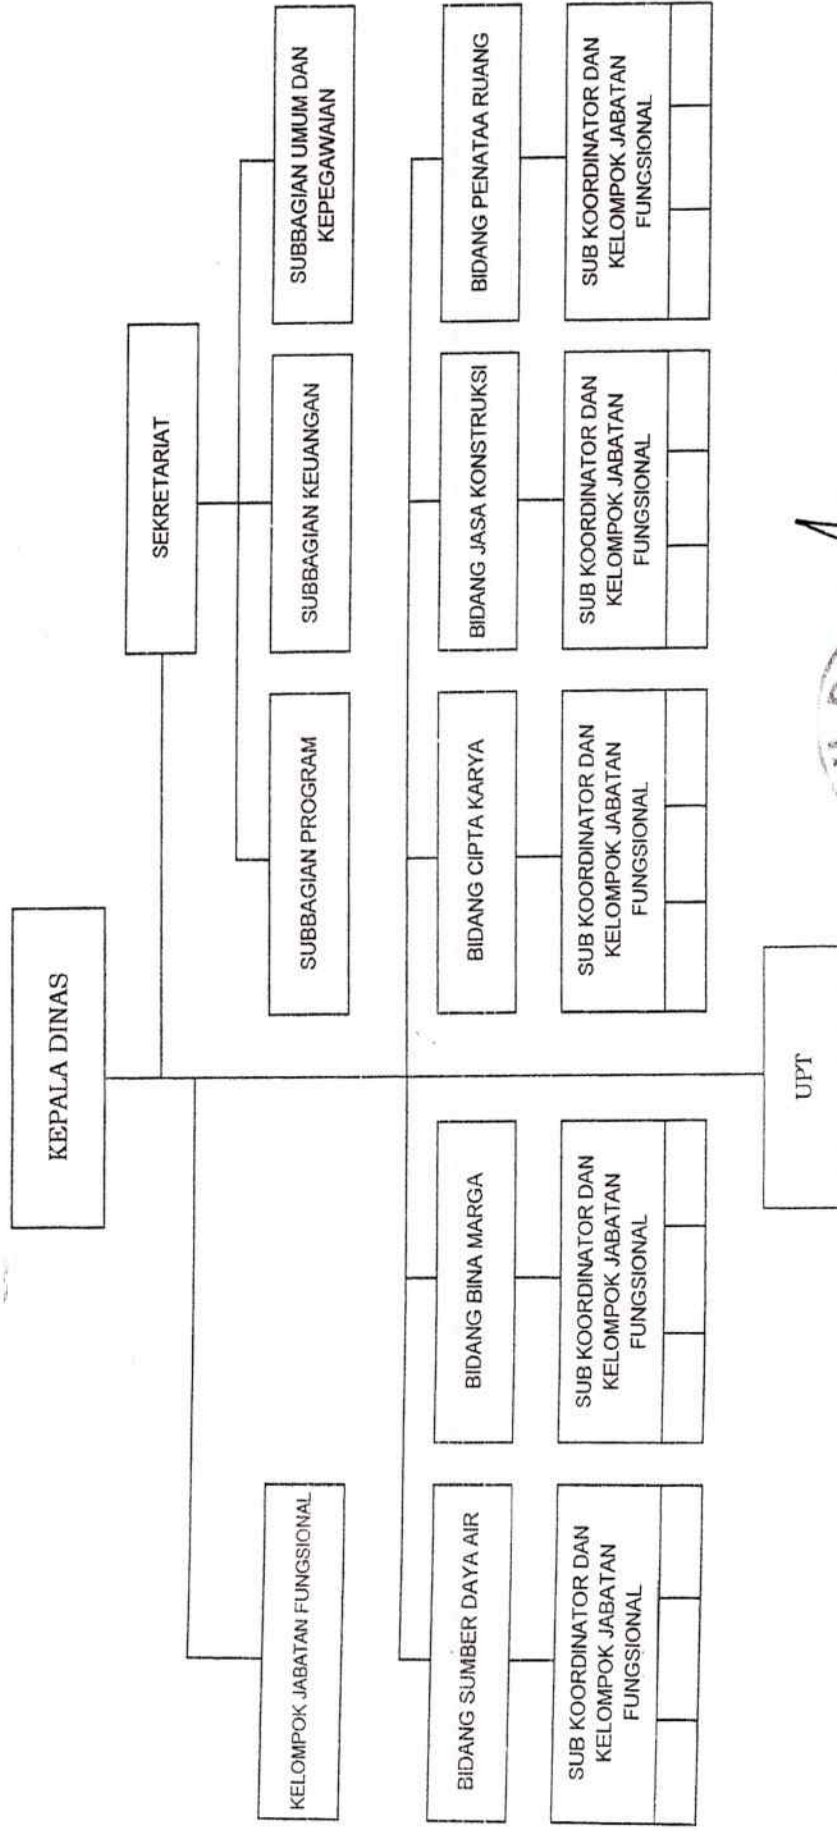 KEPALA DINAS
SEKRETARIAT
KELOMPOK JABATAN FUNGSIONAL
SUBBAGIAN PROGRAM
SUBBAGIAN KEUANGAN
SUBBAGIAN UMUM DAN
KEPEGAWAIAN
BIDANG SUMBER DAYA AIR
BIDANG BINA MARGA
BIDANG CIPTA KARYA
BIDANG JASA KONSTRUKSI
BIDANG PENATAA RUANG
SUB KOORDINATOR DAN
KELOMPOK JABATAN
FUNGSIONAL
SUB KOORDINATOR DAN
KELOMPOK JABATAN
FUNGSIONAL
SUB KOORDINATOR DAN
KELOMPOK JABATAN
FUNGSIONAL
SUB KOORDINATOR DAN
KELOMPOK JABATAN
FUNGSIONAL
SUB KOORDINATOR DAN
KELOMPOK JABATAN
FUNGSIONAL
UPT